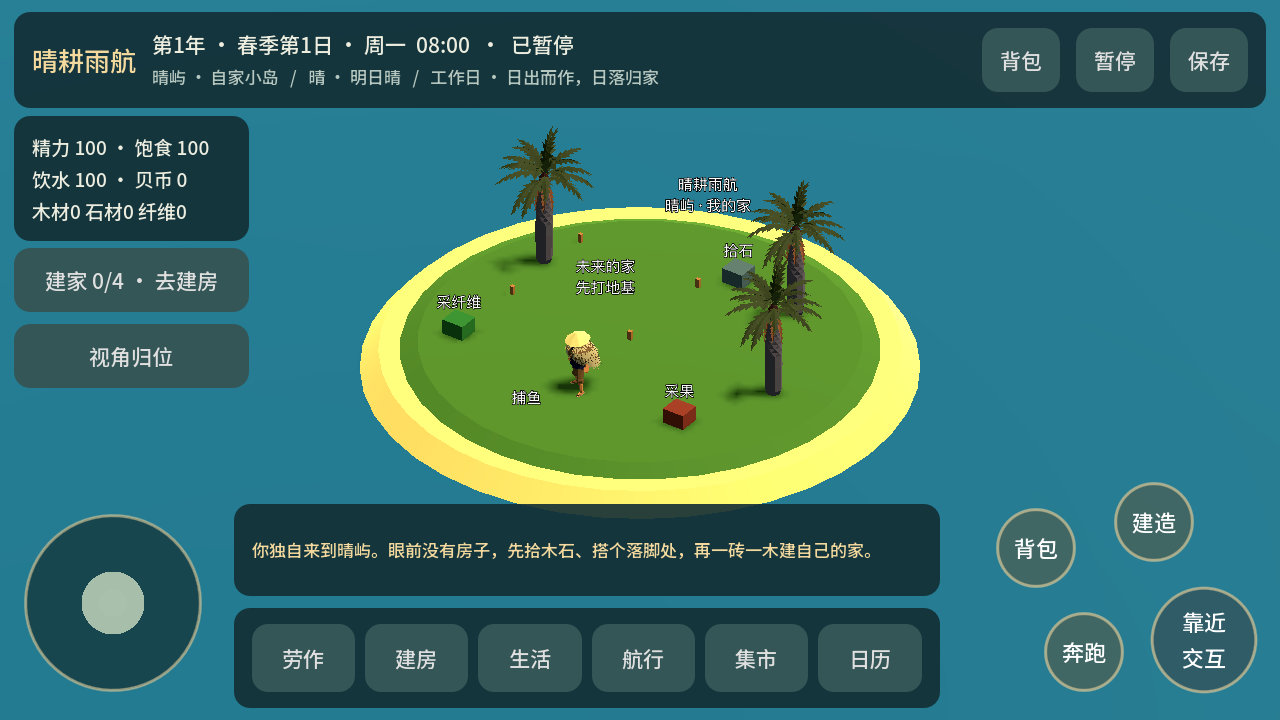 晴耕雨航
第1年 · 春季第1日 · 周一 08:00 · 已暂停
晴屿 · 自家小岛 / 晴 · 明日晴 / 工作日 · 日出而作，日落归家
背包
暂停
保存
精力 100 · 饱食 100
饮水 100 · 贝币 0
木材0 石材0 纤维0
建家 0/4 · 去建房
视角归位
晴耕雨航
晴屿 · 我的家
拾石
未来的家
先打地基
采纤维
捕鱼
采果
你独自来到晴屿。眼前没有房子，先拾木石、搭个落脚处，再一砖一木建自己的家。
劳作
建房
生活
航行
集市
日历
背包
建造
奔跑
靠近
交互